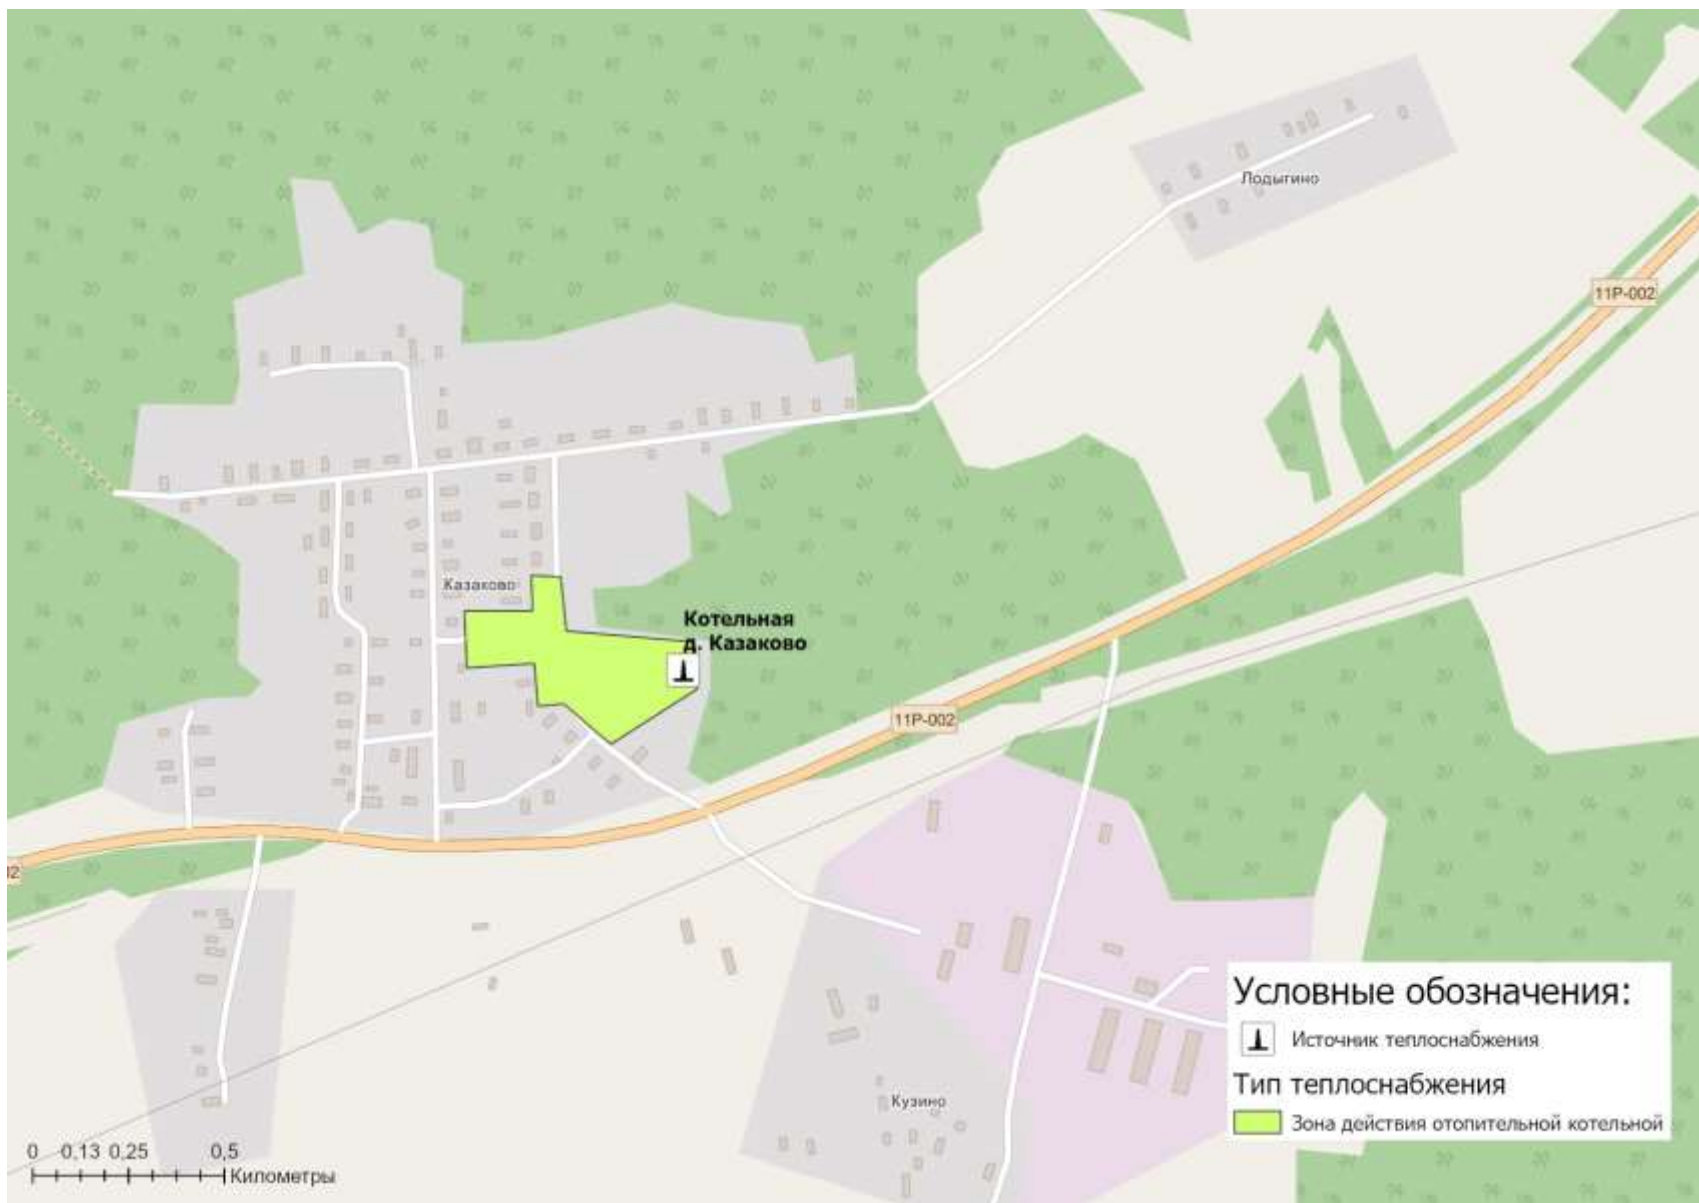 Лодыгино
11Р-002
Казаково
Котельная
д. Казаково
11Р-002
02
Кузино
Условные обозначения:
Источник теплоснабжения
Тип теплоснабжения
Зона действия отопительной котельной
0 0,13 0,25 0,5
Километры